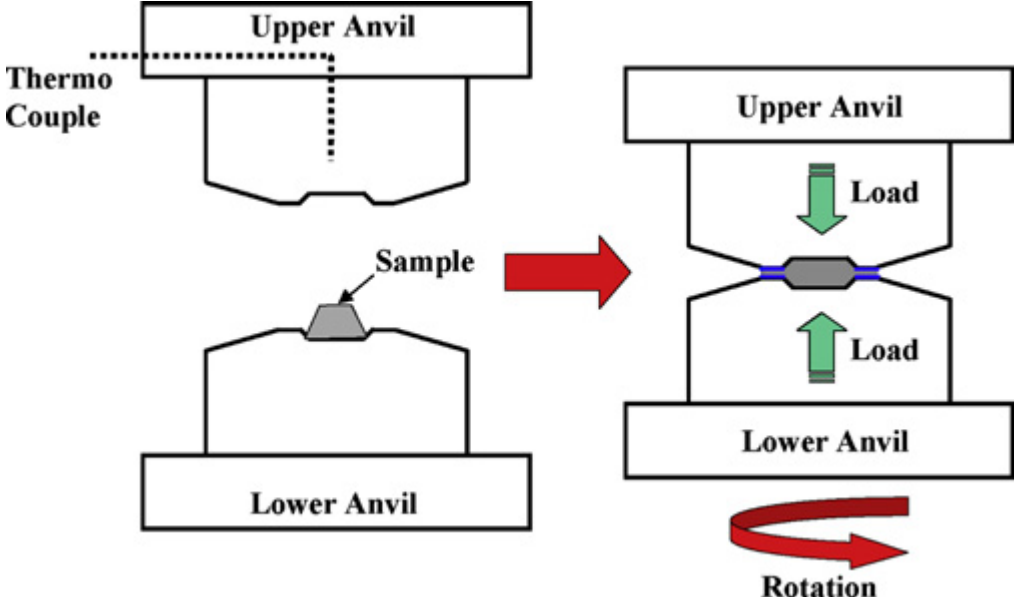 Upper Anvil
Thermo
Couple
Sample
Lower Anvil
Upper Anvil
Load
Load
Lower Anvil
Rotation